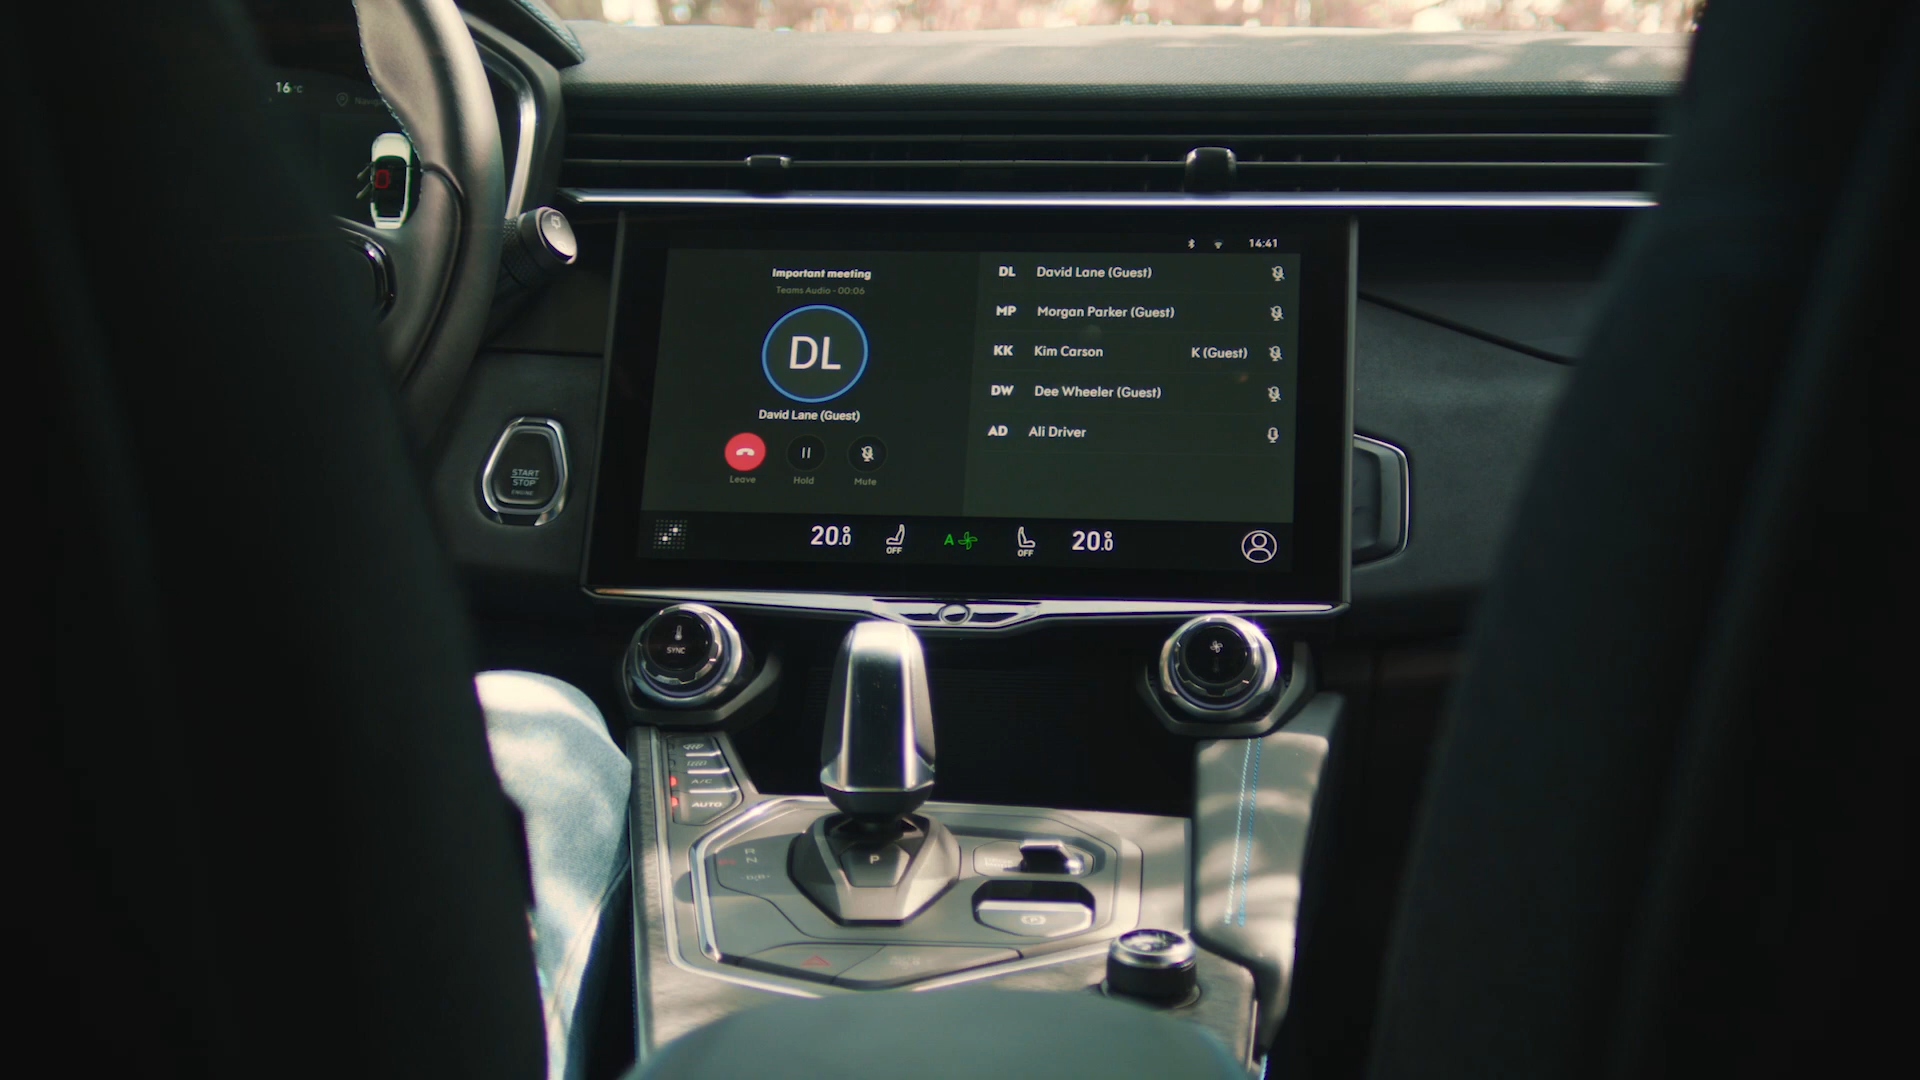 16°C
14:41
Important meeting
Teams Audio - 00:06
DL
David Lane (Guest)
Leave
Hold
Mute
DL David Lane (Guest)
MP Morgan Parker (Guest)
KK Kim Carson K (Guest)
DW Dee Wheeler (Guest)
AD Ali Driver
20.0 OFF A OFF 20.0
START
STOP
ENGINE
SYNC
A/C
AUTO
P
R
N